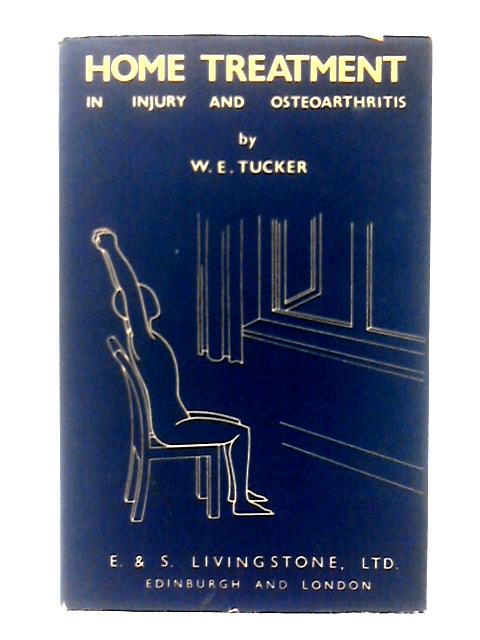 HOME TREATMENT
IN INJURY AND OSTEOARTHRITIS
by
W. E. TUCKER
E. & S. LIVINGSTONE, LTD.
EDINBURGH AND LONDON